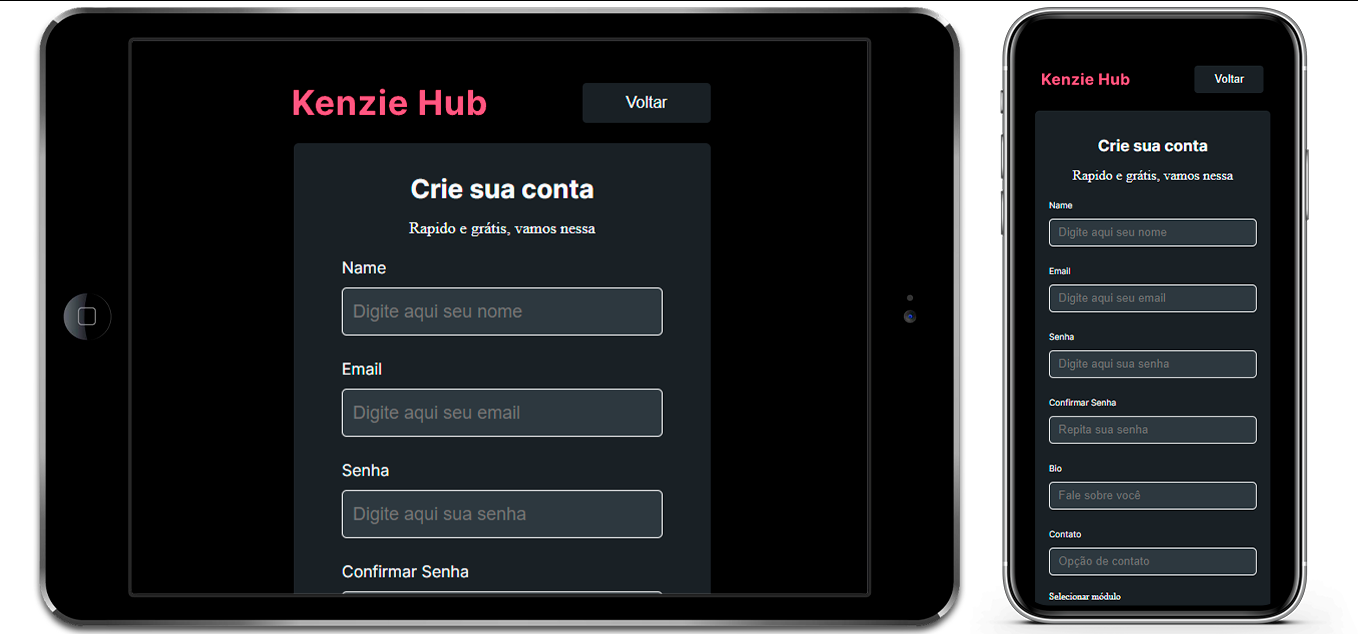 Kenzie Hub
Voltar
Crie sua conta
Rapido e grátis, vamos nessa
Name
Digite aqui seu nome
Email
Digite aqui seu email
Senha
Digite aqui sua senha
Confirmar Senha
Kenzie Hub
Voltar
Crie sua conta
Rapido e grátis, vamos nessa
Name
Digite aqui seu nome
Email
Digite aqui seu email
Senha
Digite aqui sua senha
Confirmar Senha
Repita sua senha
Bio
Fale sobre você
Contato
Opção de contato
Selecionar módulo